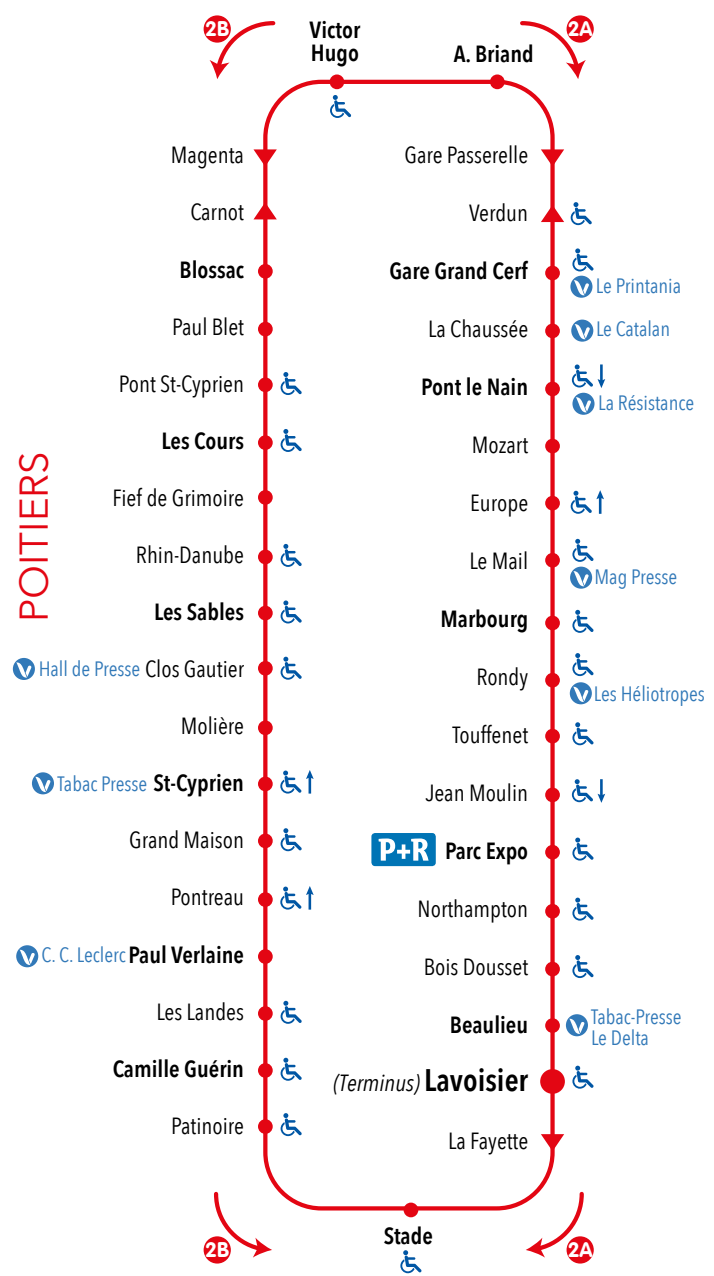 2B
Victor
Hugo
A. Briand
2A
Magenta
Carnot
Blossac
Paul Blet
Pont St-Cyprien
Les Cours
Fief de Grimoire
Rhin-Danube
Les Sables
Hall de Presse Clos Gautier
Molière
Tabac Presse St-Cyprien
Grand Maison
Pontreau
C. C. Leclerc Paul Verlaine
Les Landes
Camille Guérin
Patinoire
POITIERS
Gare Passerelle
Verdun
Gare Grand Cerf
Le Printania
La Chaussée Le Catalan
Pont le Nain
La Résistance
Mozart
Europe
Le Mail
Mag Presse
Marbourg
Rondy
Les Héliotropes
Touffenet
Jean Moulin
P+R Parc Expo
Northampton
Bois Dousset
Beaulieu
Tabac-Presse
Le Delta
(Terminus) Lavoisier
La Fayette
2B
Stade
2A